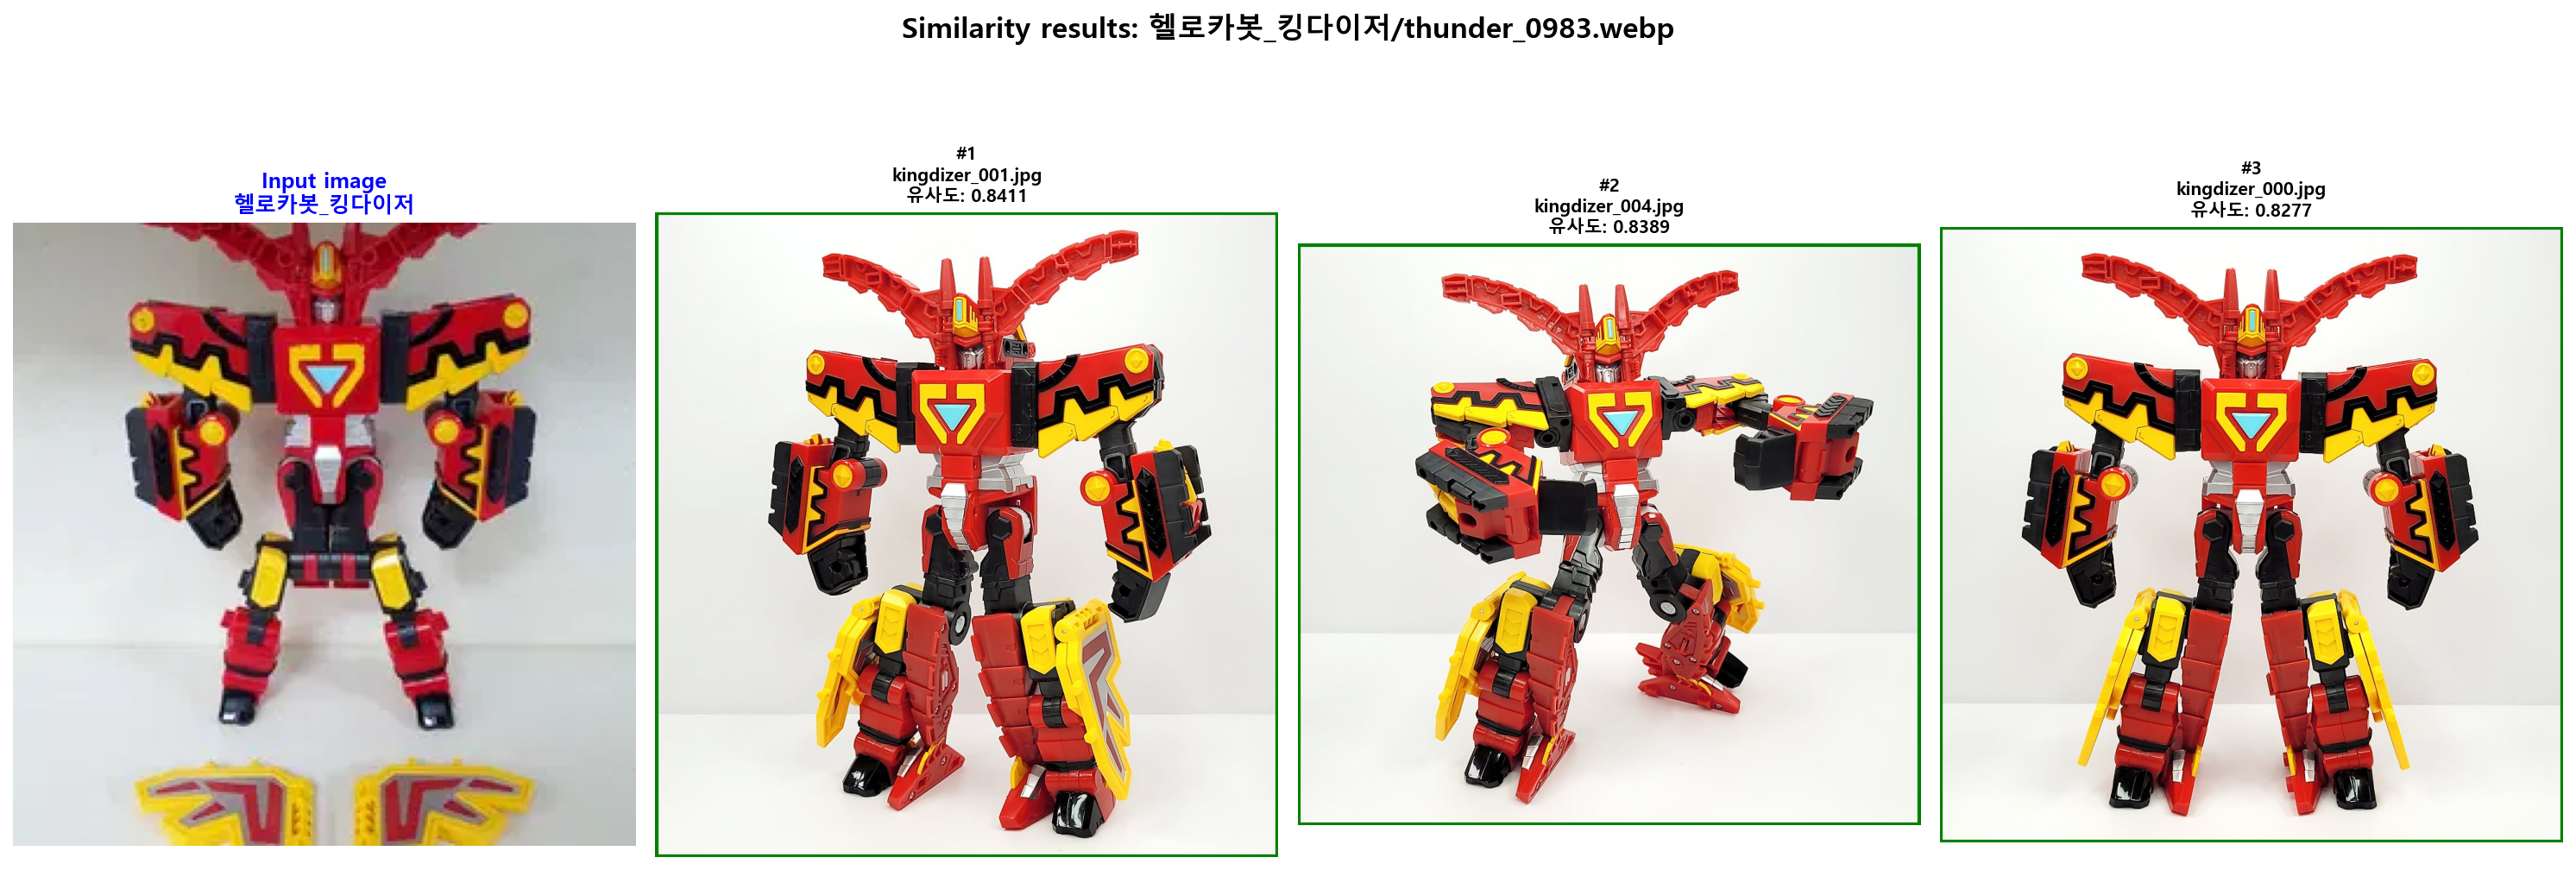 Similarity results: 헬로카봇_킹다이저/thunder_0983.webp
Input image
헬로카봇_킹다이저
#1
kingdizer_001.jpg
유사도: 0.8411
#2
kingdizer_004.jpg
유사도: 0.8389
#3
kingdizer_000.jpg
유사도: 0.8277